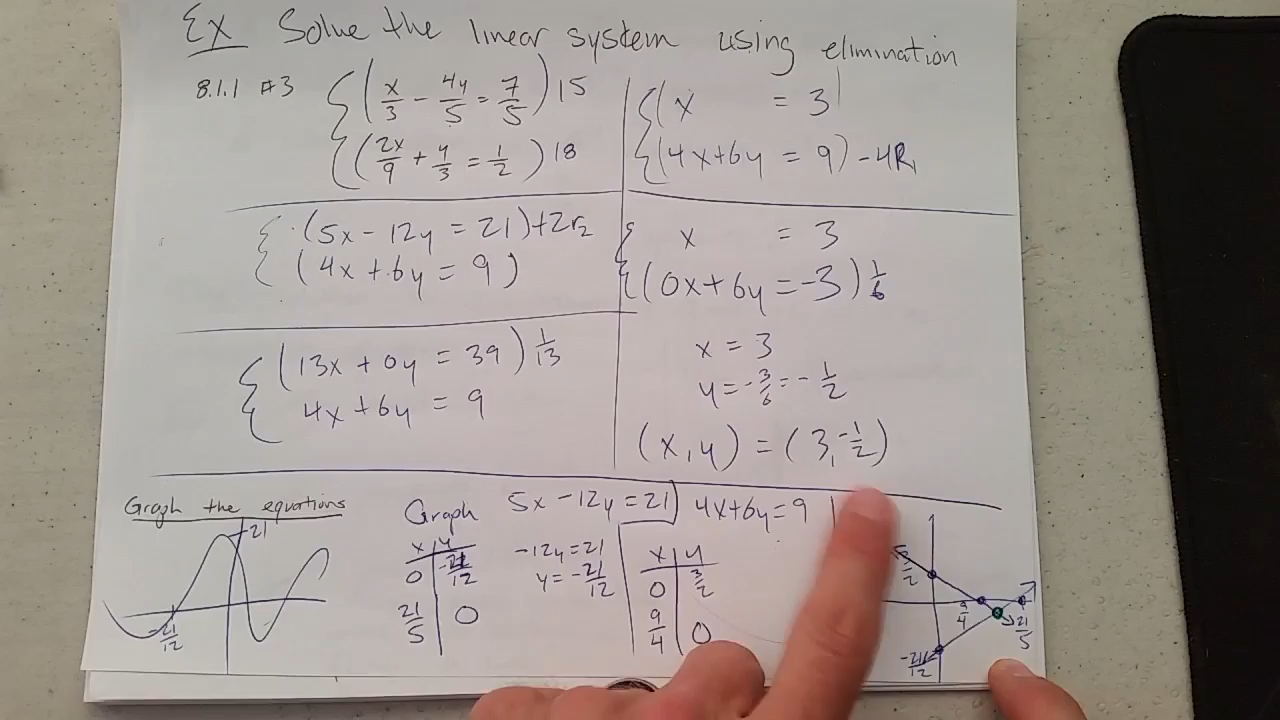 Ex Solve the linear system using elimination
8.1.1 #3
{(x/3 - 4y/5 = 7/5)15
{(2x/9 + y/3 = 1/2)18
{(5x - 12y = 21)+2r₂
{(4x + 6y = 9)
{(13x + 0y = 39)1/13
{4x + 6y = 9
{(x = 3
{(4x+6y = 9)-4R₁
{x = 3
{(0x+6y = -3)1/6
x = 3
y = -3/6 = -1/2
(x,y) = (3,-1/2)
Graph the equations
21
-21/12
Graph 5x - 12y = 21
x | y
0 | -21/12
21/5 | 0
-12y = 21
y = -21/12
4x+6y = 9
x | y
0 | 3/2
9/4 | 0
3/2
9/4
21/5
-21/12